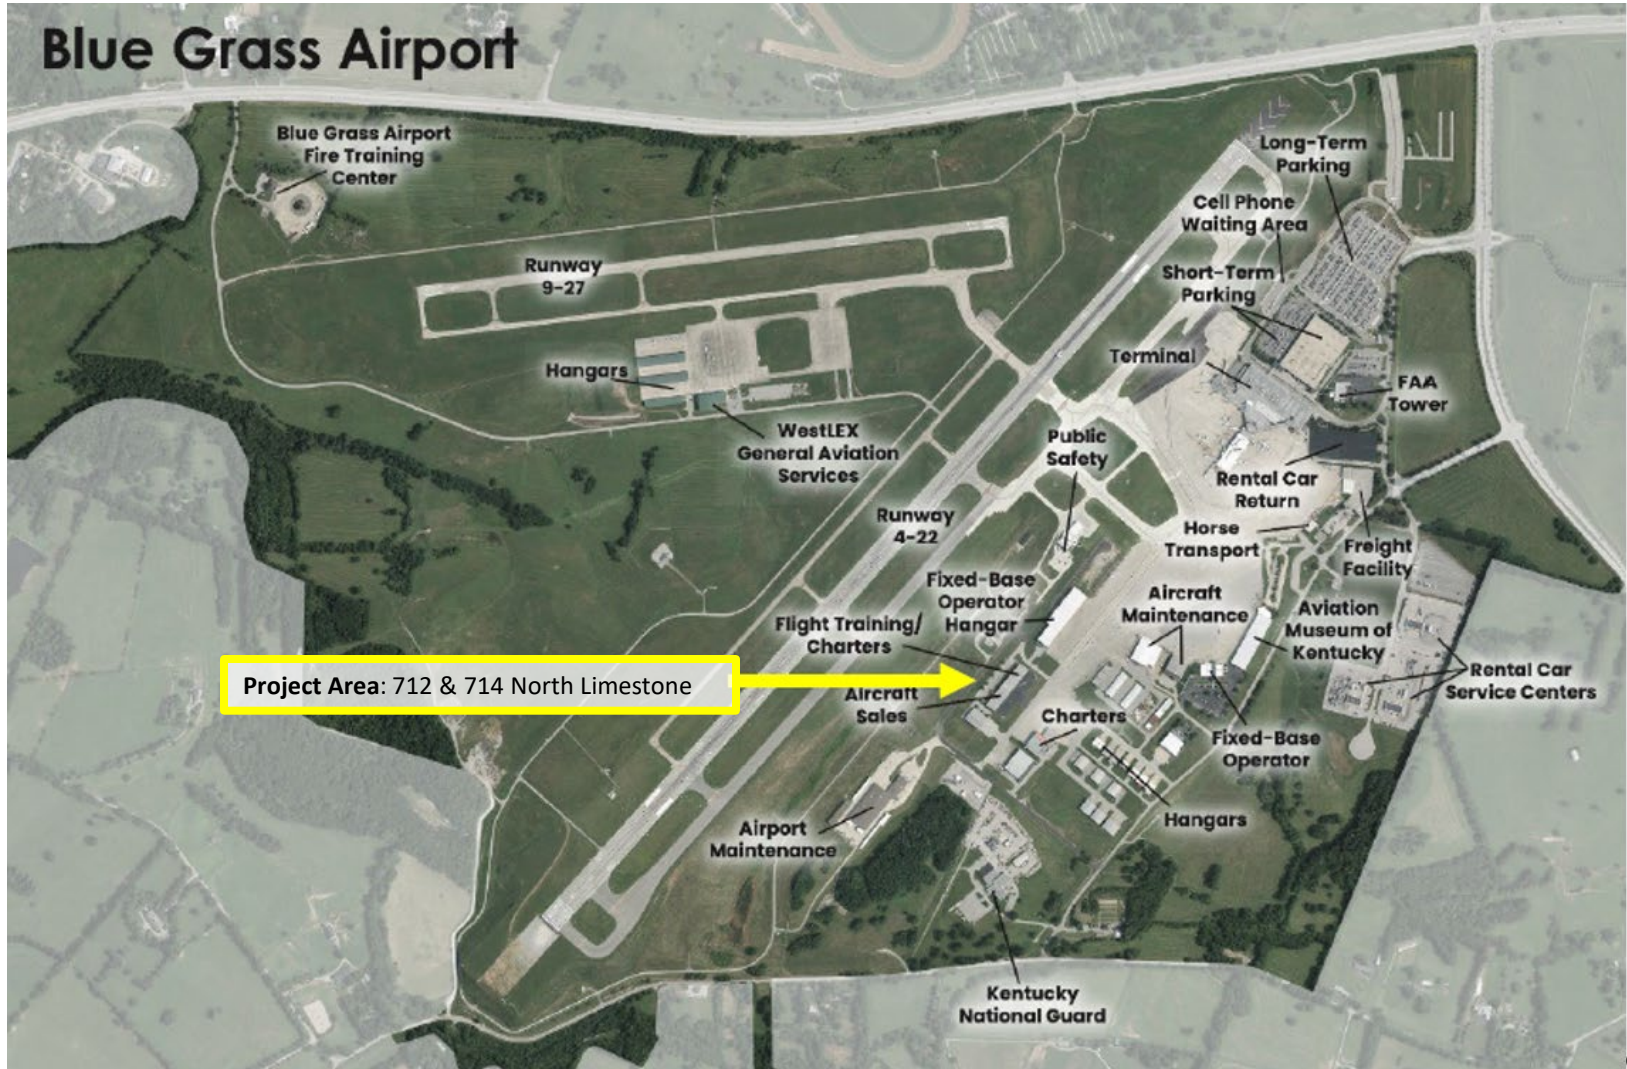 Blue Grass Airport
Blue Grass Airport
Fire Training
Center
Long-Term
Parking
Cell Phone
Waiting Area
Runway
9-27
Short-Term
Parking
Terminal
Hangars
FAA
Tower
WestLEX
General Aviation
Services
Public
Safety
Rental Car
Return
Runway
4-22
Horse
Transport
Freight
Facility
Fixed-Base
Operator
Hangar
Aircraft
Maintenance
Aviation
Museum of
Kentucky
Flight Training/
Charters
Project Area: 712 & 714 North Limestone
Rental Car
Service Centers
Aircraft
Sales
Charters
Fixed-Base
Operator
Hangars
Airport
Maintenance
Kentucky
National Guard